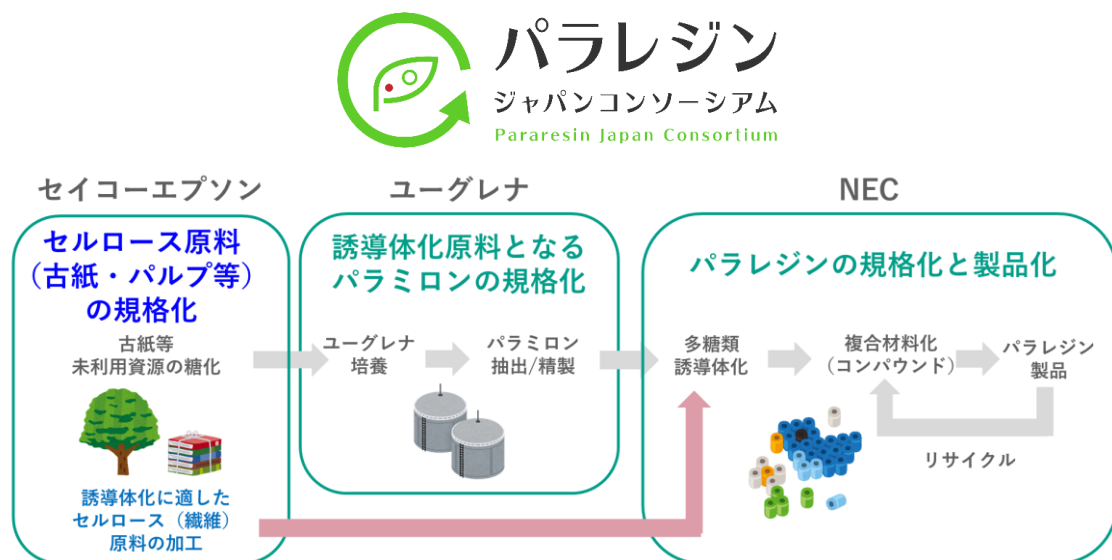 パラレジン
ジャパンコンソーシアム
Pararesin Japan Consortium
セイコーエプソン
ユーグレナ
NEC
セルロース原料
（古紙・パルプ等）
の規格化
誘導体化原料となる
パラミロンの規格化
パラレジンの規格化と製品化
古紙等
未利用資源の糖化
ユーグレナ
培養
パラミロン
抽出/精製
多糖類
誘導体化
複合材料化
（コンパウンド）
パラレジン
製品
リサイクル
誘導体化に適した
セルロース（繊維）
原料の加工